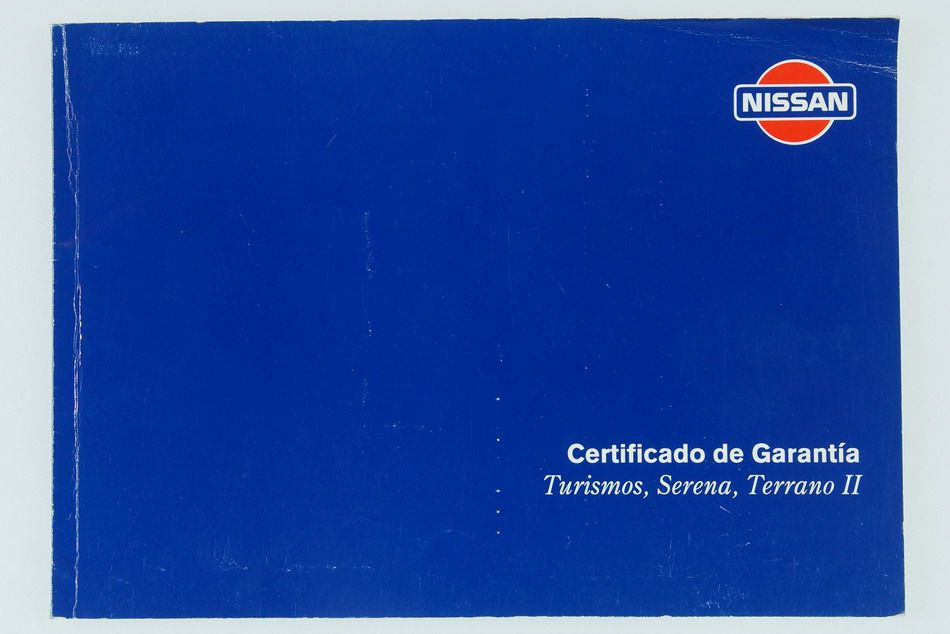 NISSAN
Certificado de Garantía
Turismos, Serena, Terrano II